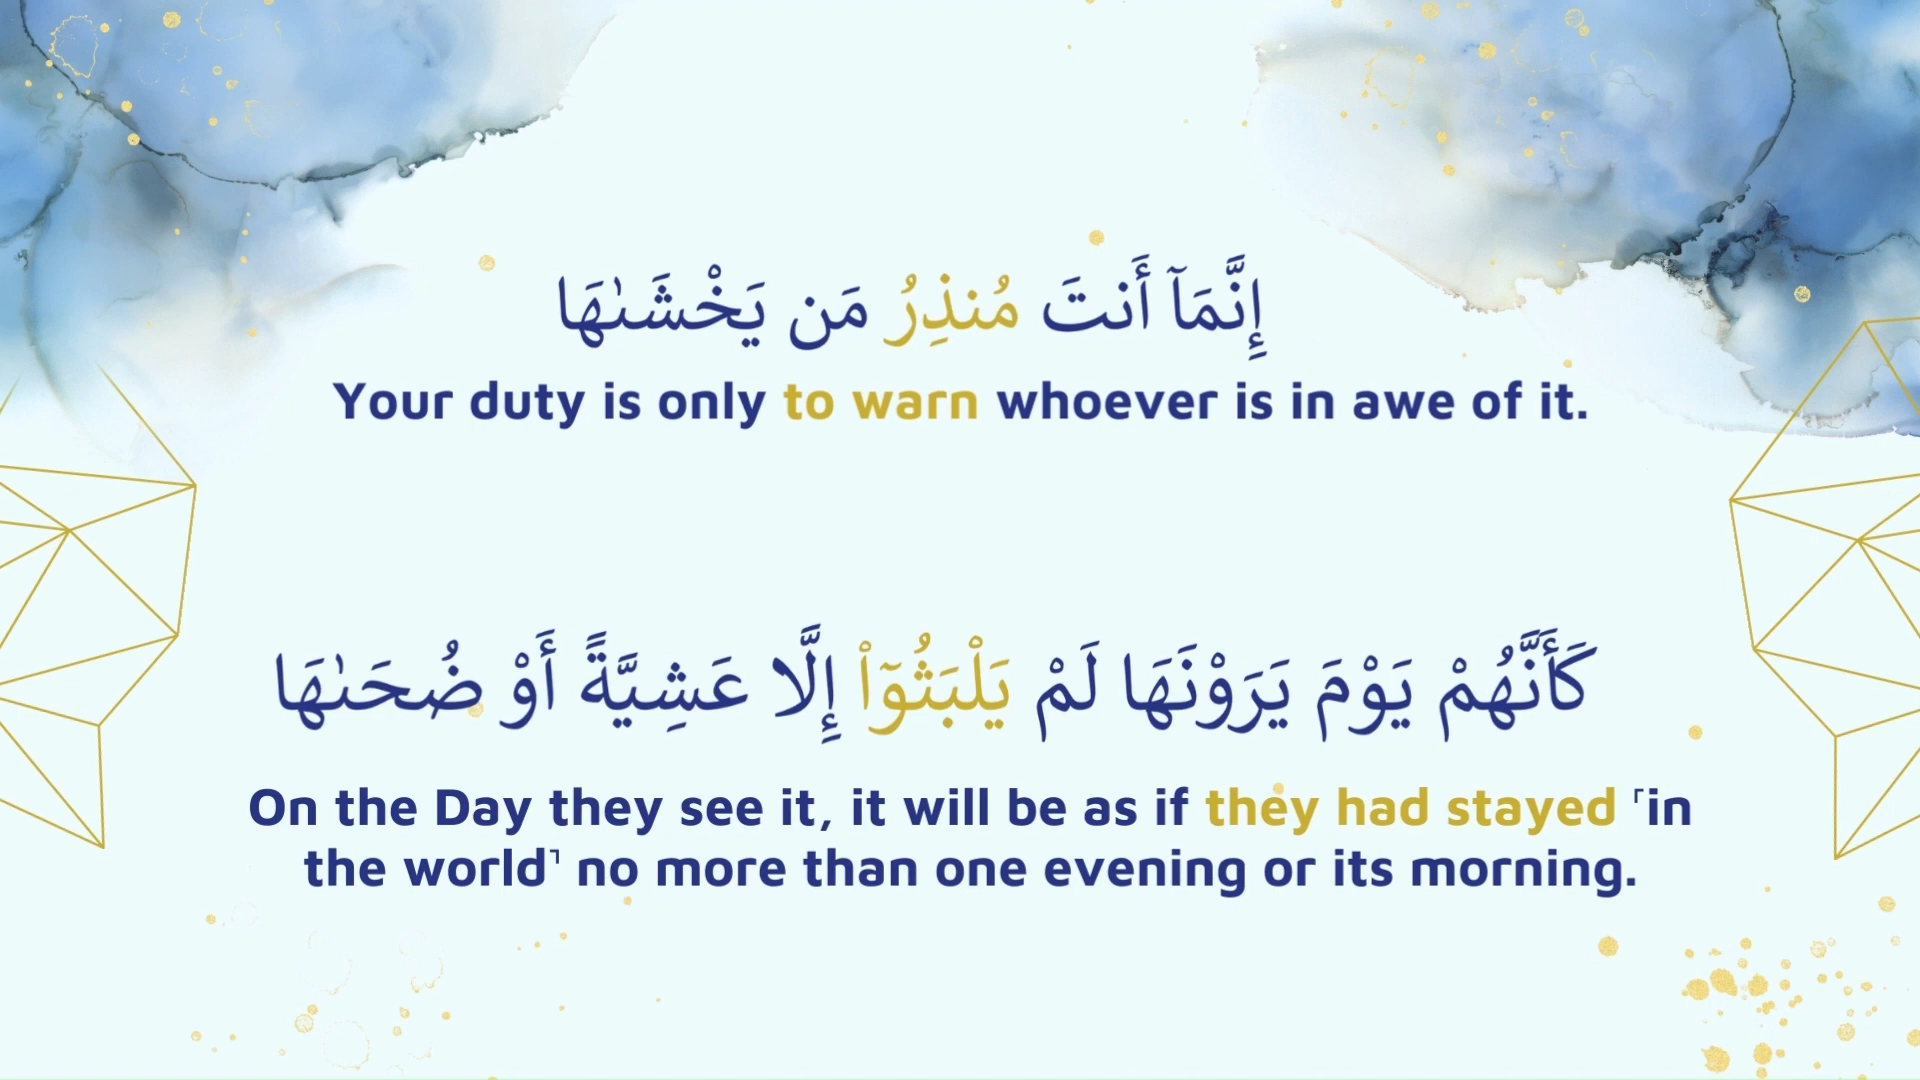 إِنَّمَآ أَنتَ مُنذِرُ مَن يَخْشَىٰهَا
Your duty is only to warn whoever is in awe of it.
كَأَنَّهُمْ يَوْمَ يَرَوْنَهَا لَمْ يَلْبَثُوٓا۟ إِلَّا عَشِيَّةً أَوْ ضُحَىٰهَا
On the Day they see it, it will be as if they had stayed ˹in
the world˺ no more than one evening or its morning.